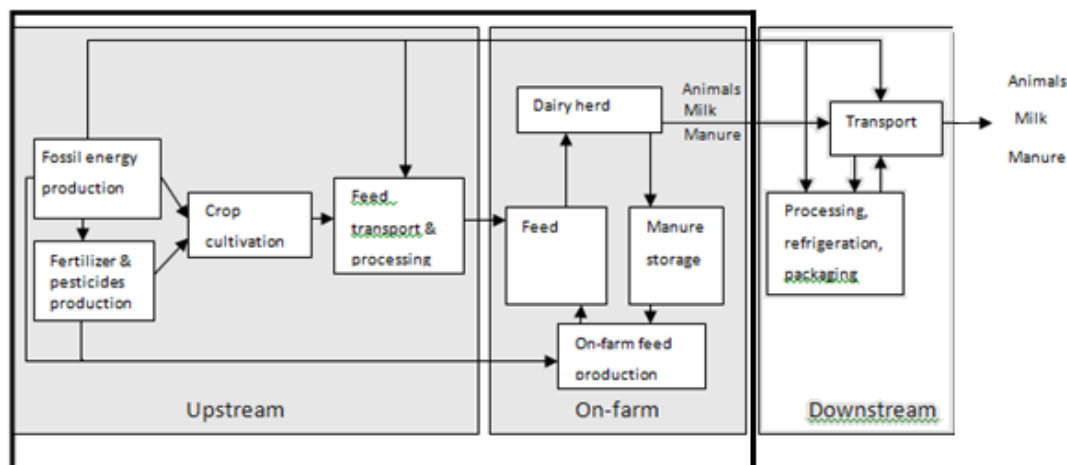 Fossil energy
production
Fertilizer &
pesticides
production
Crop
cultivation
Feed
transport &
processing
Upstream
Dairy herd
Feed
Manure
storage
On-farm feed
production
On-farm
Animals
Milk
Manure
Transport
Processing,
refrigeration,
packaging
Downstream
Animals
Milk
Manure